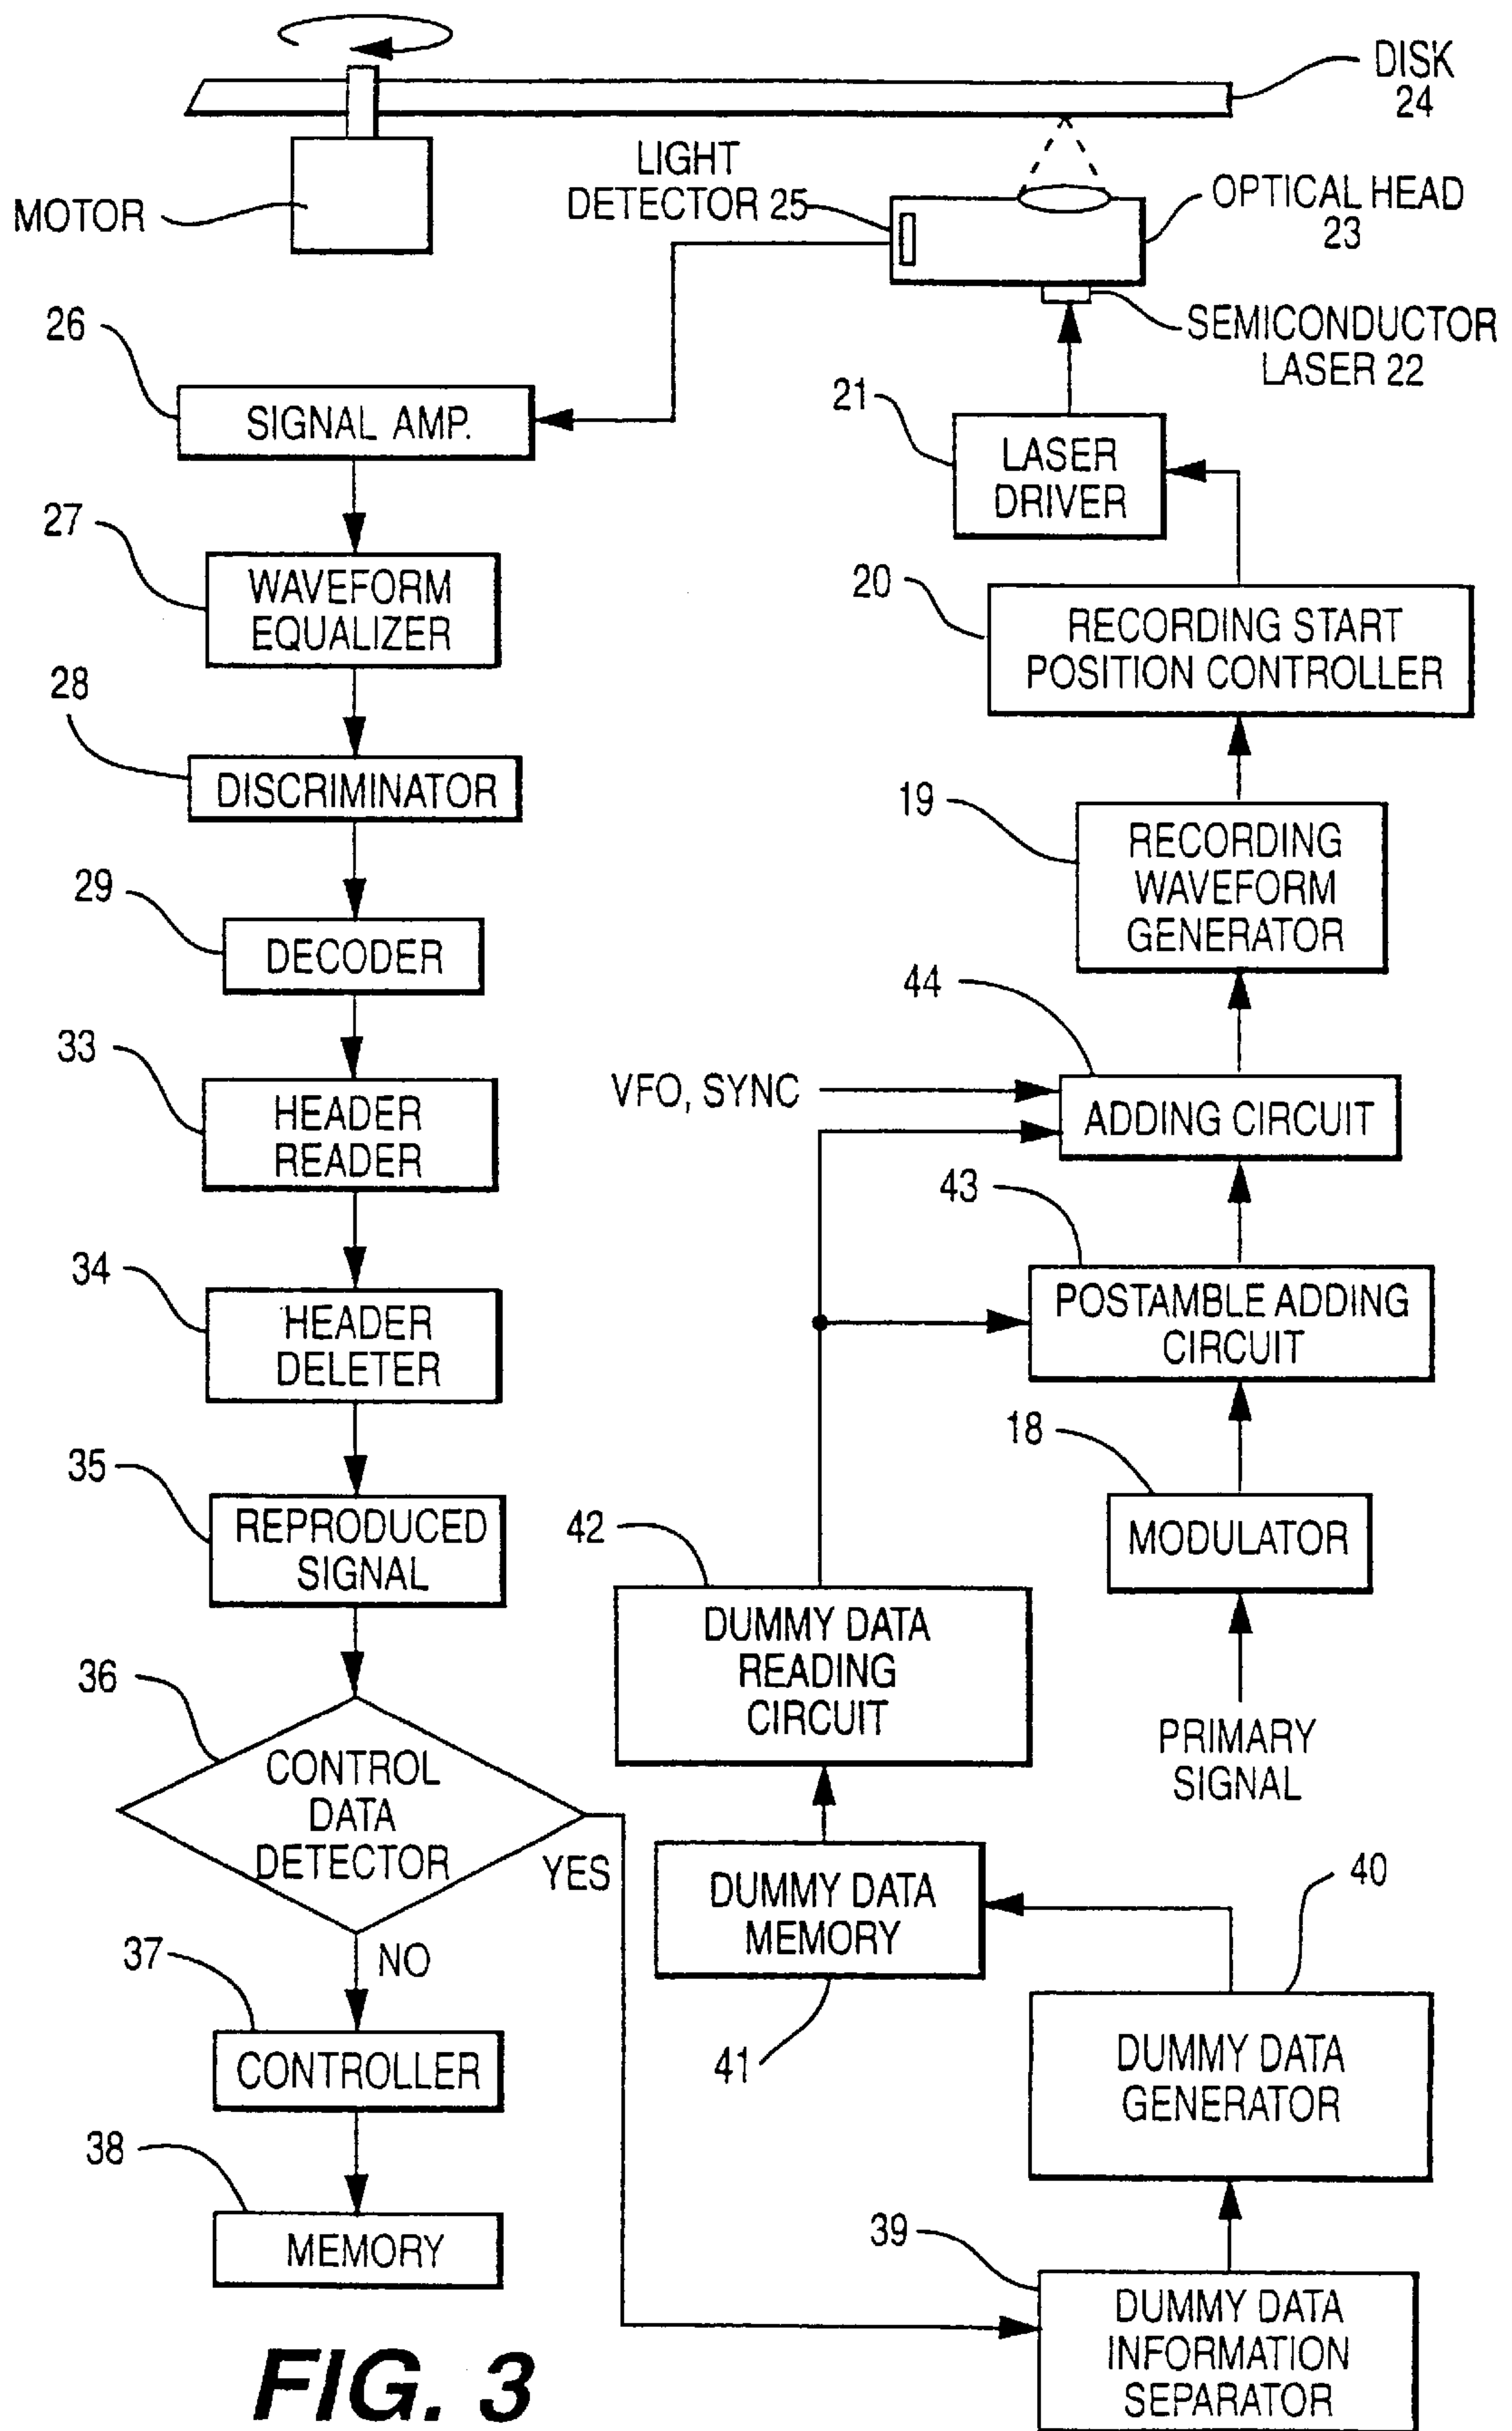 DISK
24
MOTOR
LIGHT
DETECTOR 25
OPTICAL HEAD
23
SEMICONDUCTOR
LASER 22
26
SIGNAL AMP.
21
LASER
DRIVER
27
WAVEFORM
EQUALIZER
20
RECORDING START
POSITION CONTROLLER
28
DISCRIMINATOR
19
RECORDING
WAVEFORM
GENERATOR
29
DECODER
44
VFO, SYNC
ADDING CIRCUIT
33
HEADER
READER
43
POSTAMBLE ADDING
CIRCUIT
34
HEADER
DELETER
18
MODULATOR
35
REPRODUCED
SIGNAL
42
DUMMY DATA
READING
CIRCUIT
PRIMARY
SIGNAL
36
CONTROL
DATA
DETECTOR
YES
NO
DUMMY DATA
MEMORY
41
40
DUMMY DATA
GENERATOR
37
CONTROLLER
38
MEMORY
39
DUMMY DATA
INFORMATION
SEPARATOR
FIG. 3